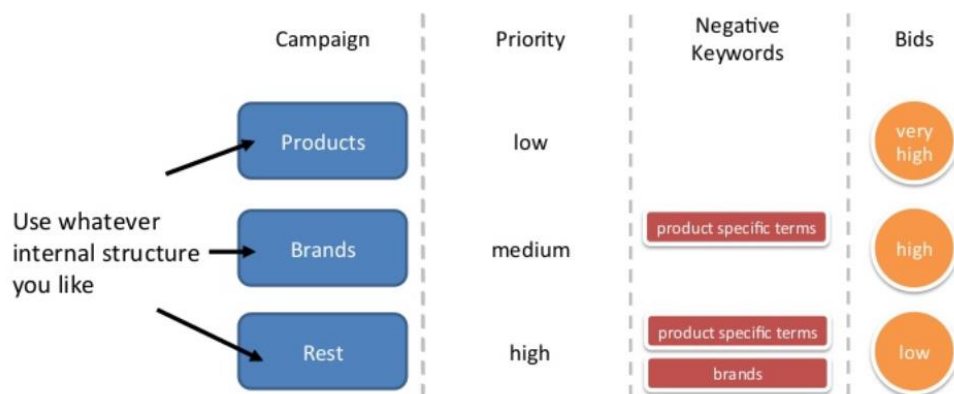 Campaign
Priority
Negative
Keywords
Bids
Products
low
very
high
Use whatever
internal structure
you like
Brands
medium
product specific terms
high
Rest
high
product specific terms
brands
low